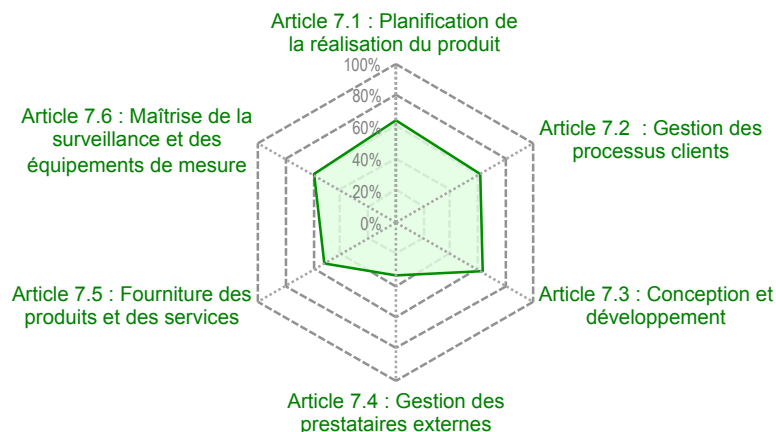 Article 7.1 : Planification de
la réalisation du produit
100%
80%
60%
40%
20%
0%
Article 7.2  : Gestion des
processus clients
Article 7.3 : Conception et
développement
Article 7.4 : Gestion des
prestataires externes
Article 7.5 : Fourniture des
produits et des services
Article 7.6 : Maîtrise de la
surveillance et des
équipements de mesure